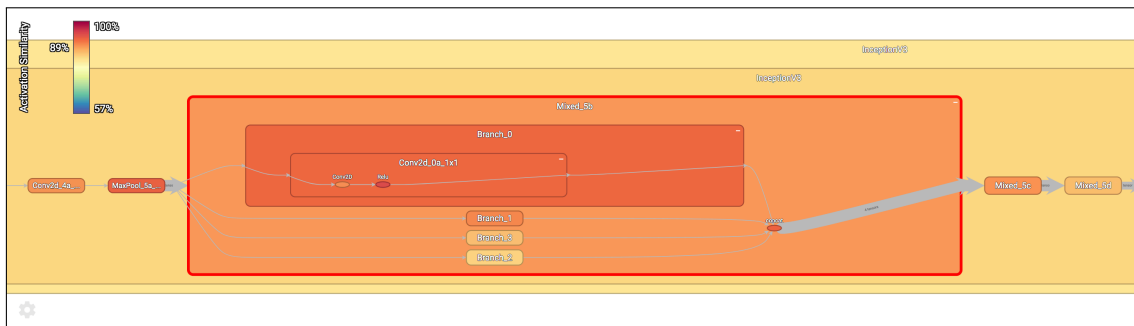 100%
89%
57%
Activation Similarity
InceptionV3
InceptionV3
Mixed_5b
Branch_0
Conv2d_0a_1x1
Conv2D
Relu
Conv2d_4a_...
MaxPool_5a_...
Branch_1
Branch_3
Branch_2
concat
Mixed_5c
Mixed_5d